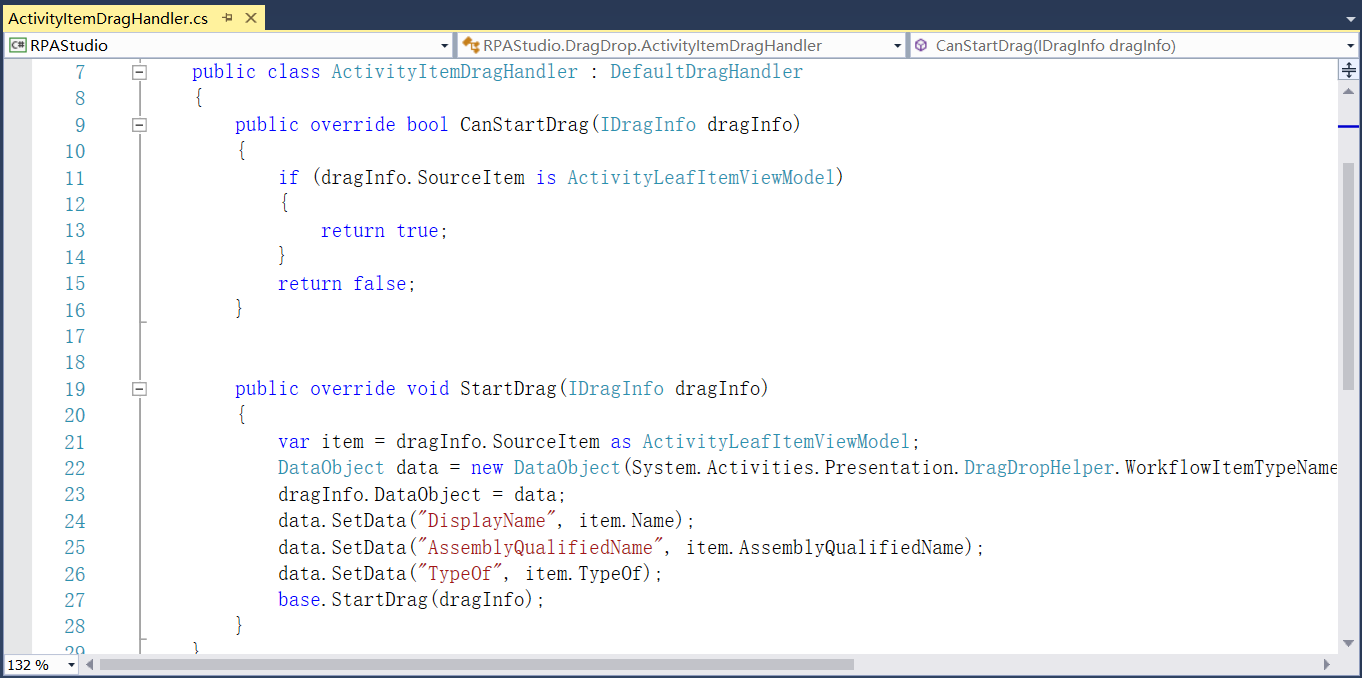 ActivityItemDragHandler.cs
RPAStudio
RPAStudio.DragDrop.ActivityItemDragHandler
CanStartDrag(IDragInfo dragInfo)
7 public class ActivityItemDragHandler : DefaultDragHandler
8 {
9 public override bool CanStartDrag(IDragInfo dragInfo)
10 {
11 if (dragInfo.SourceItem is ActivityLeafItemViewModel)
12 {
13 return true;
14 }
15 return false;
16 }
17
18
19 public override void StartDrag(IDragInfo dragInfo)
20 {
21 var item = dragInfo.SourceItem as ActivityLeafItemViewModel;
22 DataObject data = new DataObject(System.Activities.Presentation.DragDropHelper.WorkflowItemTypeName
23 dragInfo.DataObject = data;
24 data.SetData("DisplayName", item.Name);
25 data.SetData("AssemblyQualifiedName", item.AssemblyQualifiedName);
26 data.SetData("TypeOf", item.TypeOf);
27 base.StartDrag(dragInfo);
28 }
29 }
132 %